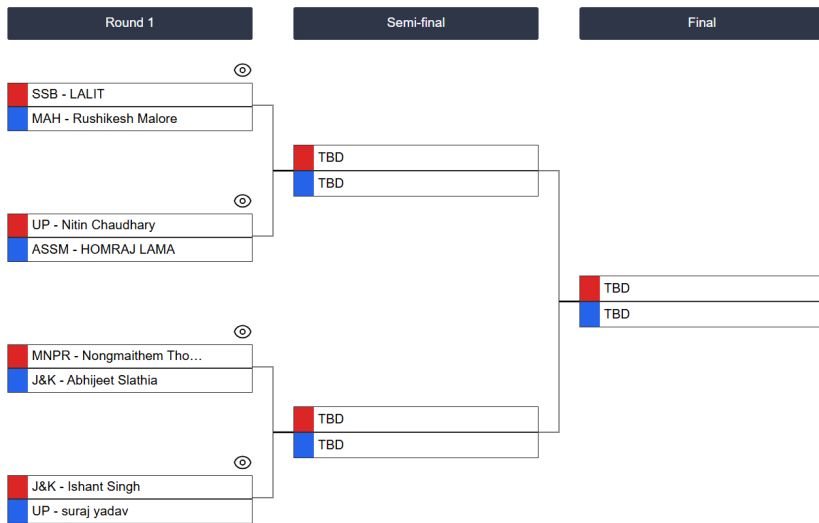 Round 1
Semi-final
Final
SSB - LALIT
MAH - Rushikesh Malore
UP - Nitin Chaudhary
ASSM - HOMRAJ LAMA
MNPR - Nongmaithem Tho...
J&K - Abhijeet Slathia
J&K - Ishant Singh
UP - suraj yadav
TBD
TBD
TBD
TBD
TBD
TBD